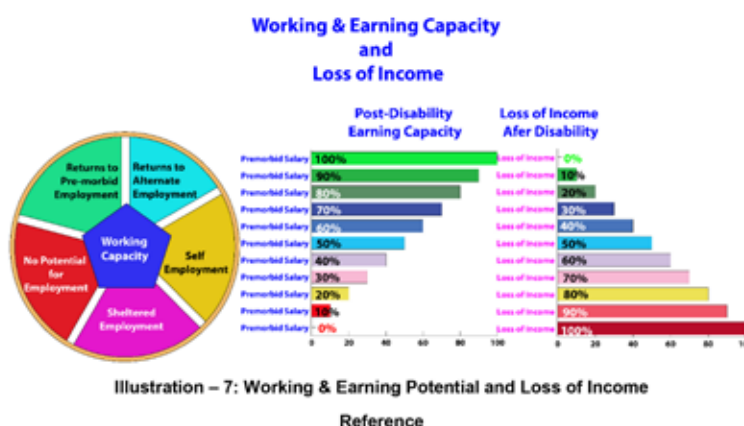 Working & Earning Capacity
and
Loss of Income
Returns to
Pre-morbid
Employment
Returns to
Alternate
Employment
Self
Employment
Sheltered
Employment
No Potential
for
Employment
Working
Capacity
Post-Disability
Earning Capacity
Premorbid Salary 100%
Premorbid Salary 90%
Premorbid Salary 80%
Premorbid Salary 70%
Premorbid Salary 60%
Premorbid Salary 50%
Premorbid Salary 40%
Premorbid Salary 30%
Premorbid Salary 20%
Premorbid Salary 10%
Premorbid Salary 0%
0 20 40 60 80 100
Loss of Income
Afer Disability
Loss of Income 0%
Loss of Income 10%
Loss of Income 20%
Loss of Income 30%
Loss of Income 40%
Loss of Income 50%
Loss of Income 60%
Loss of Income 70%
Loss of Income 80%
Loss of Income 90%
Loss of Income 100%
0 20 40 60 80 100
Illustration – 7: Working & Earning Potential and Loss of Income
Reference